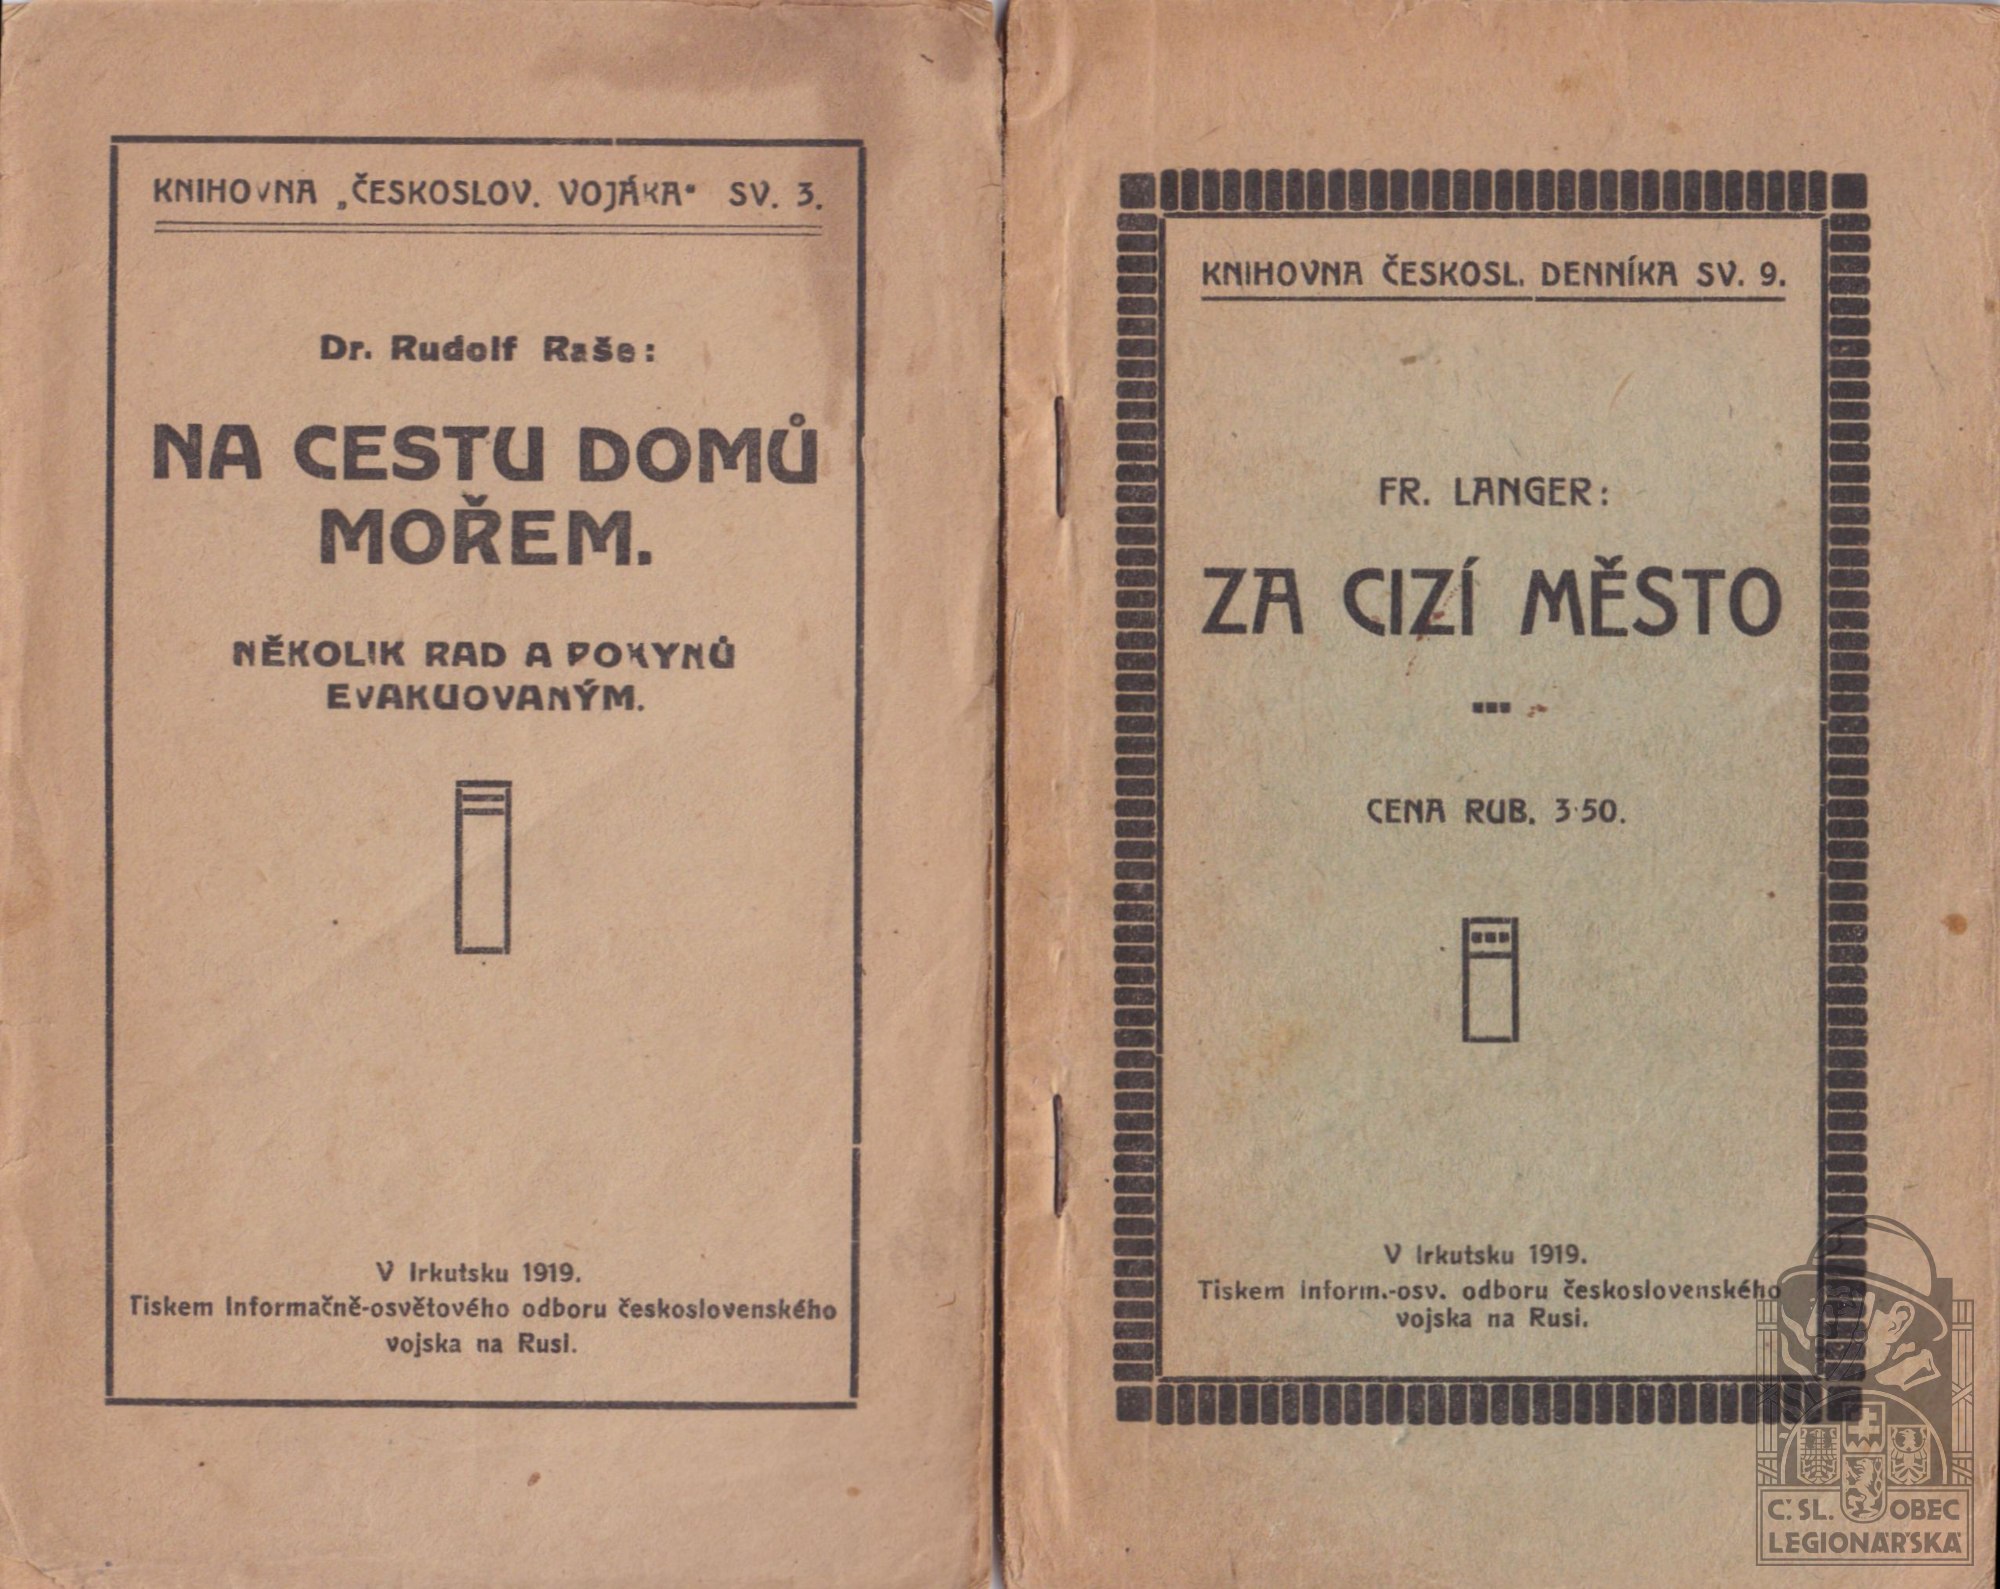 KNIHOVNA „ČESKOSLOV. VOJÁKA“ SV. 3.
Dr. Rudolf Raše:
NA CESTU DOMŮ
MOŘEM.
NĚKOLIK RAD A POKYNŮ
EVAKUOVANÝM.
V Irkutsku 1919.
Tiskem Informačně-osvětového odboru československého
vojska na Rusi.
KNIHOVNA ČESKOSL. DENNÍKA SV. 9.
FR. LANGER:
ZA CIZÍ MĚSTO
CENA RUB. 3·50.
V Irkutsku 1919.
Tiskem Inform.-osv. odboru československého
vojska na Rusi.
Č.SL. OBEC
LEGIONÁŘSKÁ